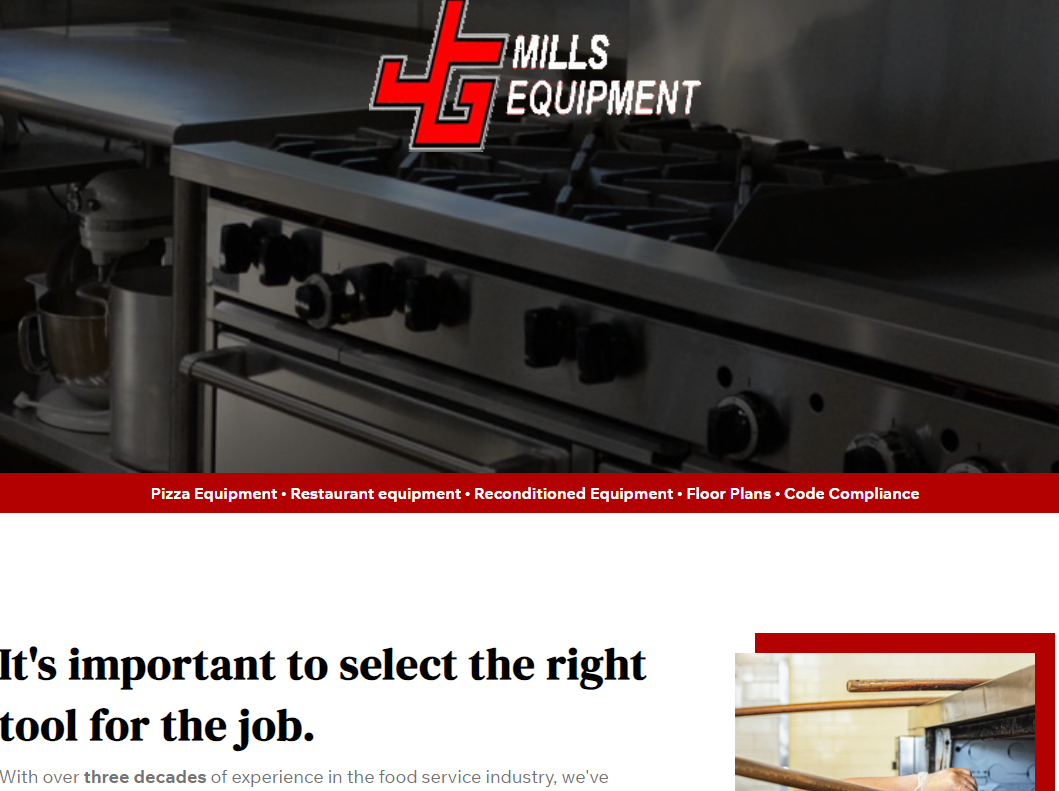 JG
MILLS
EQUIPMENT
Pizza Equipment • Restaurant equipment • Reconditioned Equipment • Floor Plans • Code Compliance
It's important to select the right
tool for the job.
With over three decades of experience in the food service industry, we've